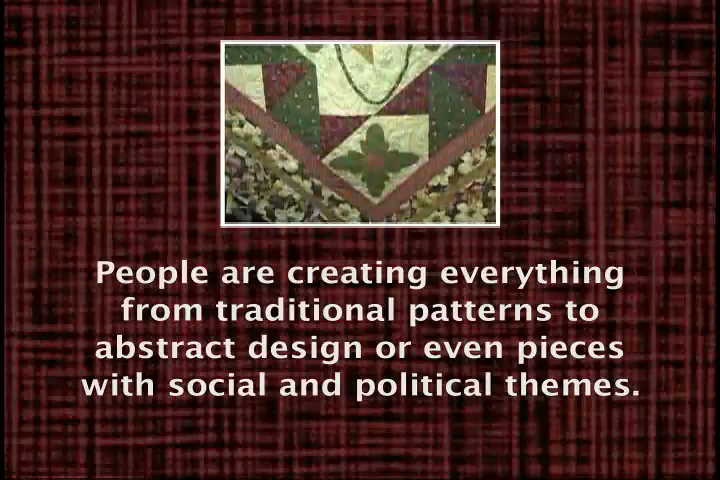 People are creating everything
from traditional patterns to
abstract design or even pieces
with social and political themes.